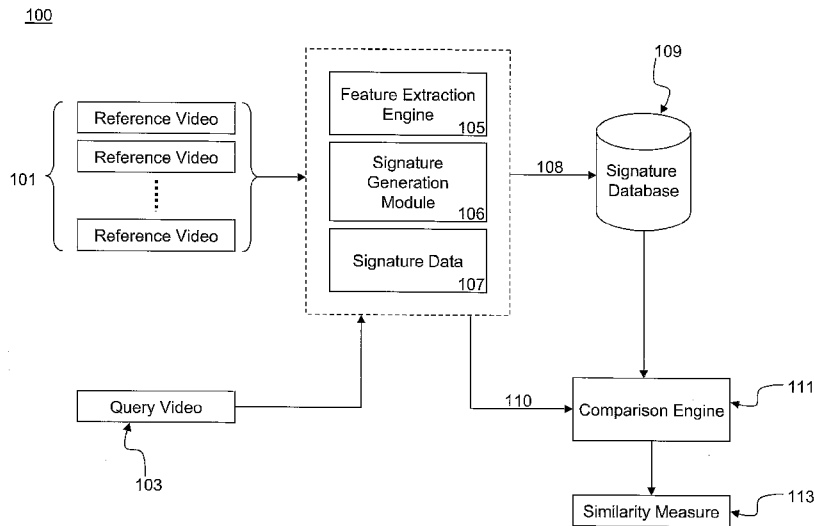 100
109
Feature Extraction
Engine
105
Reference Video
Reference Video
101
Signature
Generation
Module
106
108
Signature
Database
Reference Video
Signature Data
107
Query Video
110
Comparison Engine
111
103
Similarity Measure
113